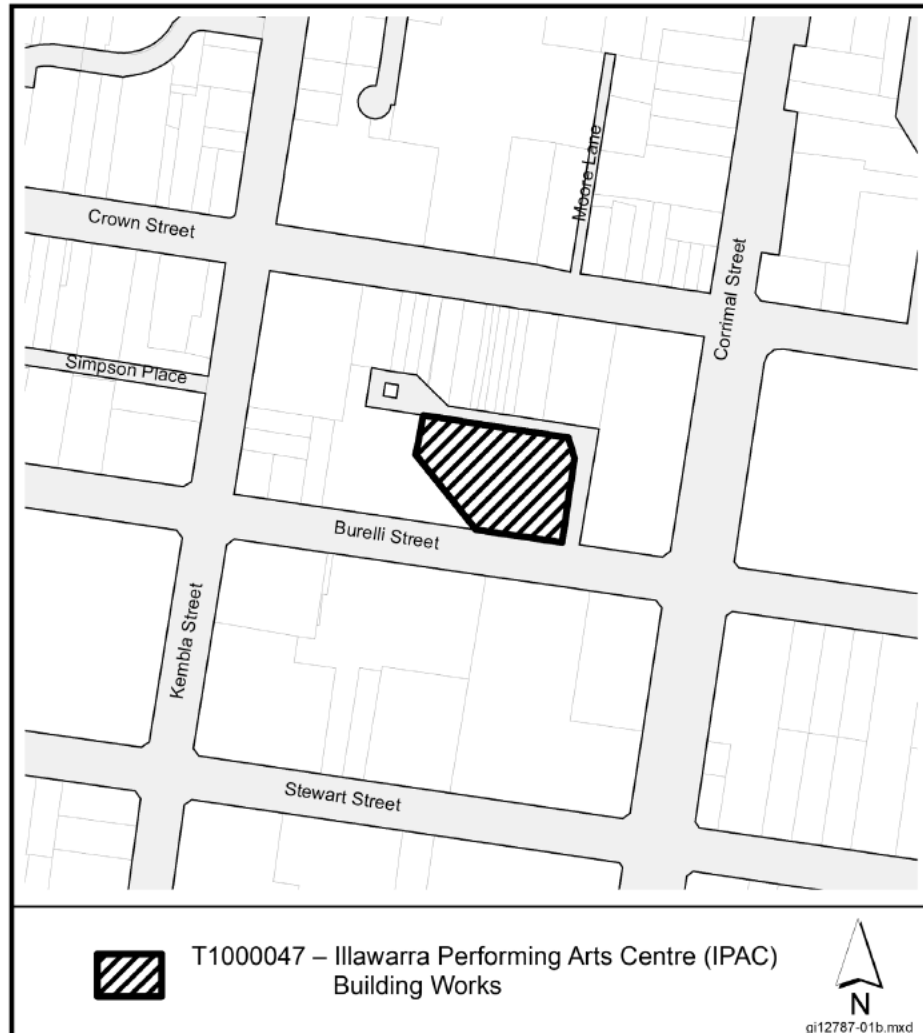 Moore Lane
Crown Street
Corrimal Street
Simpson Place
Burelli Street
Kembla Street
Stewart Street
T1000047 – Illawarra Performing Arts Centre (IPAC)
Building Works
N
gi12787-01b.mxd